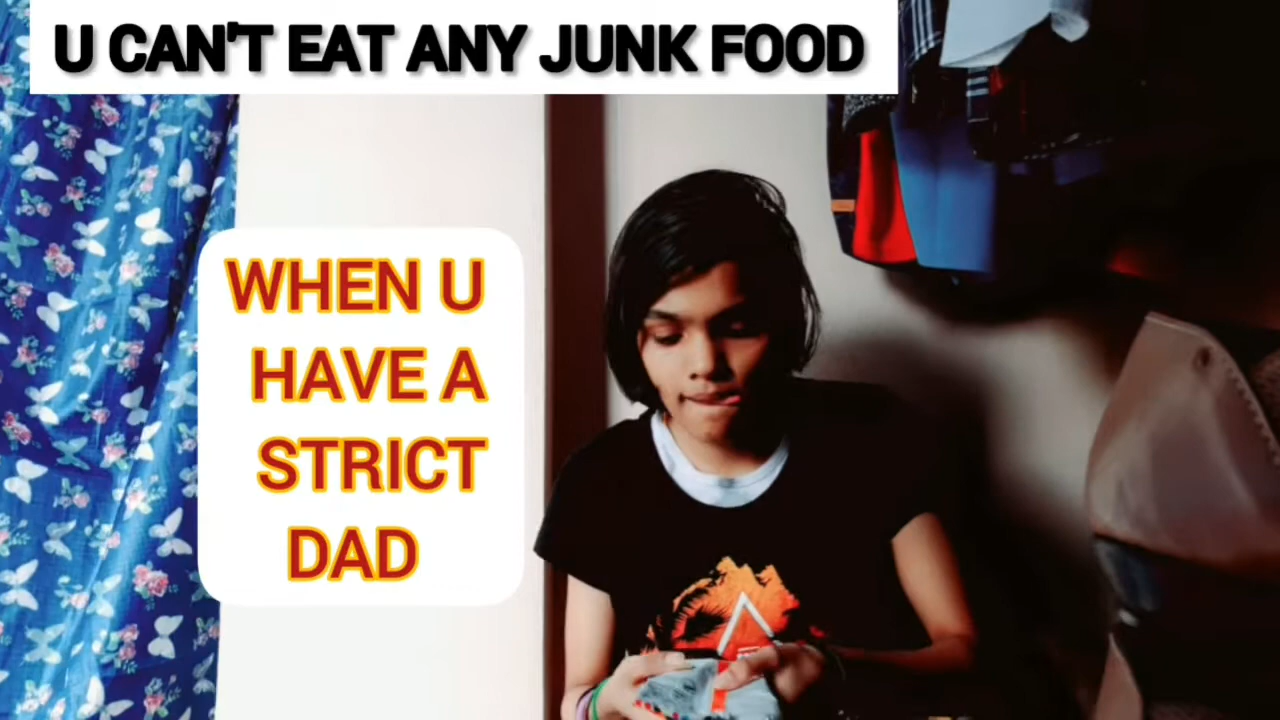 U CAN'T EAT ANY JUNK FOOD
WHEN U
HAVE A
STRICT
DAD